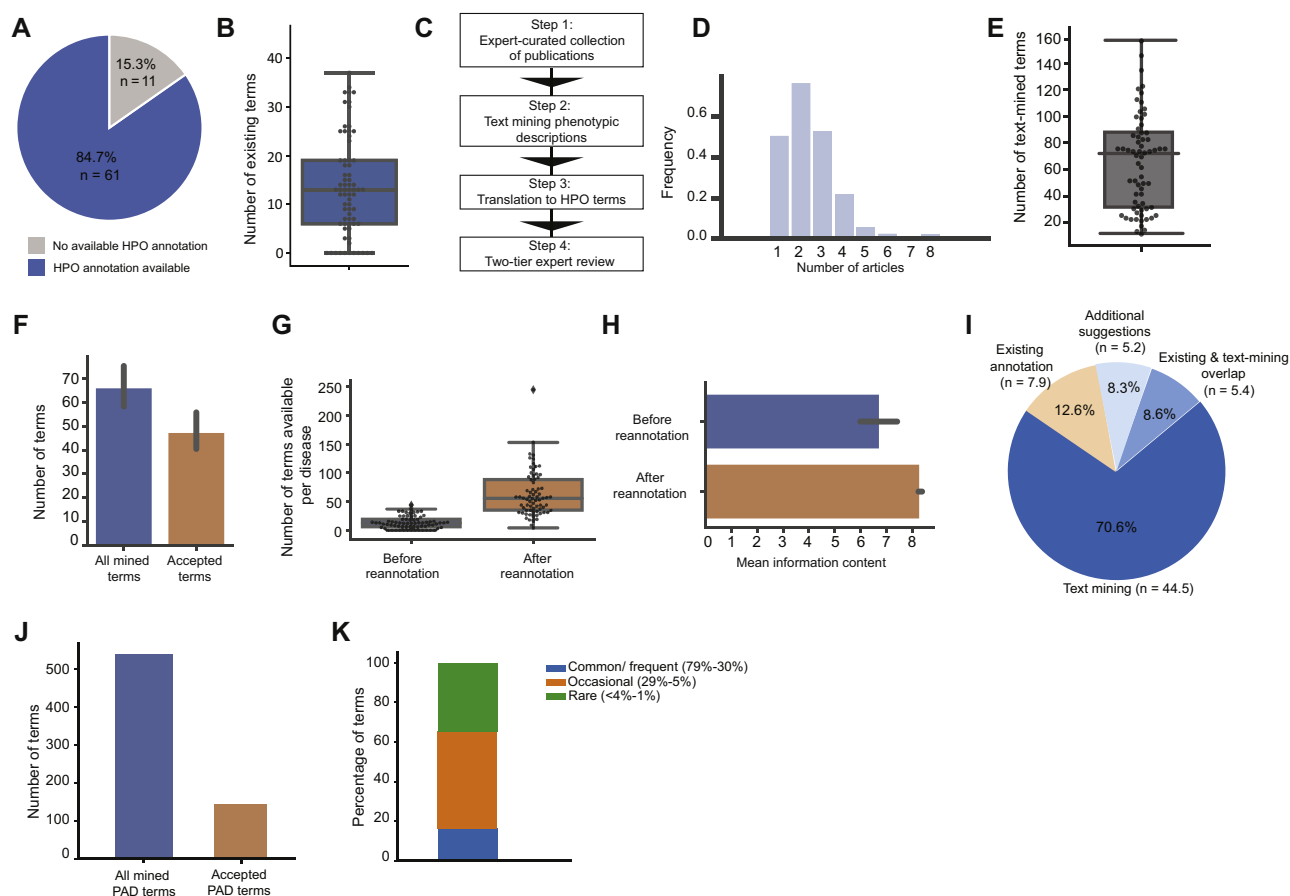 A
15.3%
n = 11
84.7%
n = 61
No available HPO annotation
HPO annotation available
B
Number of existing terms
40
30
20
10
0
C
Step 1:
Expert-curated collection
of publications
Step 2:
Text mining phenotypic
descriptions
Step 3:
Translation to HPO terms
Step 4:
Two-tier expert review
D
Frequency
0.6
0.4
0.2
0.0
1 2 3 4 5 6 7 8
Number of articles
E
Number of text-mined terms
160
140
120
100
80
60
40
20
F
Number of terms
70
60
50
40
30
20
10
0
All mined
terms
Accepted
terms
G
Number of terms available
per disease
250
200
150
100
50
0
Before
reannotation
After
reannotation
H
Before
reannotation
After
reannotation
0 1 2 3 4 5 6 7 8
Mean information content
I
Additional
suggestions
(n = 5.2)
Existing
annotation
(n = 7.9)
Existing & text-mining
overlap
(n = 5.4)
8.3%
12.6%
8.6%
70.6%
Text mining (n = 44.5)
J
Number of terms
500
400
300
200
100
0
All mined
PAD terms
Accepted
PAD terms
K
Percentage of terms
100
80
60
40
20
0
Common/ frequent (79%-30%)
Occasional (29%-5%)
Rare (<4%-1%)